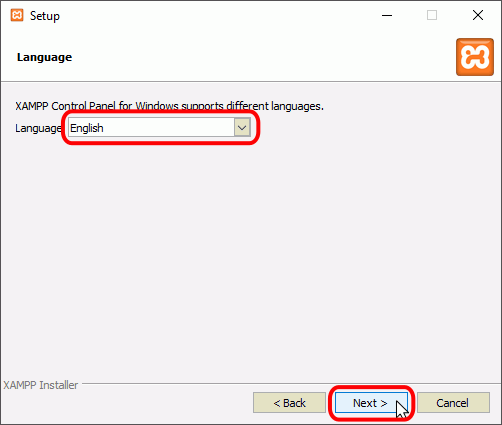 Setup
Language
XAMPP Control Panel for Windows supports different languages.
Language English
XAMPP Installer
< Back Next > Cancel